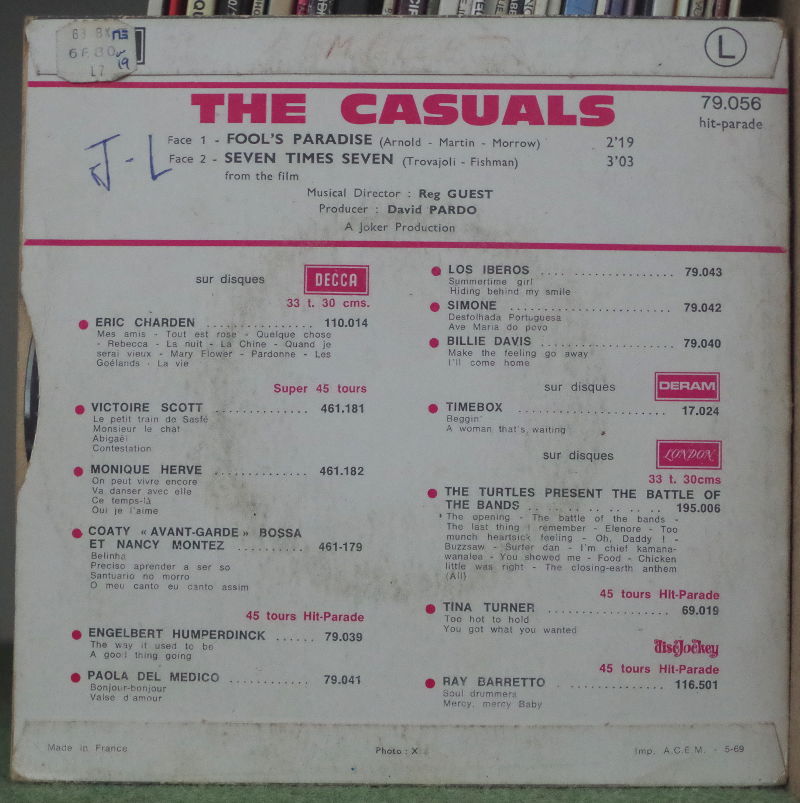 L
THE CASUALS
79.056
hit-parade
Face 1 - FOOL'S PARADISE (Arnold - Martin - Morrow) 2'19
Face 2 - SEVEN TIMES SEVEN (Trovajoli - Fishman) 3'03
from the film
J-L
Musical Director : Reg GUEST
Producer : David PARDO
A Joker Production
sur disques DECCA
33 t. 30 cms.
ERIC CHARDEN ................ 110.014
Mes amis - Tout est rose - Quelque chose
- Rebecca - La nuit - La Chine - Quand je
serai vieux - Mary Flower - Pardonne - Les
Goélands - La vie
Super 45 tours
VICTOIRE SCOTT ............. 461.181
Le petit train de Sasfé
Monsieur le chat
Abigaël
Contestation
MONIQUE HERVE ............. 461.182
On peut vivre encore
Va danser avec elle
Ce temps-là
Oui je l'aime
COATY « AVANT-GARDE » BOSSA
ET NANCY MONTEZ .......... 461-179
Belinha
Preciso aprender a ser so
Santuario no morro
O meu canto eu canto assim
45 tours Hit-Parade
ENGELBERT HUMPERDINCK ...... 79.039
The way it used to be
A good thing going
PAOLA DEL MEDICO ............ 79.041
Bonjour-bonjour
Valse d'amour
LOS IBEROS .................... 79.043
Summertime girl
Hiding behind my smile
SIMONE ......................... 79.042
Desfolhada Portuguesa
Ave Maria do povo
BILLIE DAVIS .................... 79.040
Make the feeling go away
I'll come home
sur disques DERAM
TIMEBOX ...................... 17.024
Beggin'
A woman that's waiting
sur disques LONDON
33 t. 30cms
THE TURTLES PRESENT THE BATTLE OF
THE BANDS .................... 195.006
The opening - The battle of the bands -
The last thing I remember - Elenore - Too
munch heartsick feeling - Oh, Daddy ! -
Buzzsaw - Surfer dan - I'm chief kamana-
wanalea - You showed me - Food - Chicken
little was right - The closing-earth anthem
(All)
45 tours Hit-Parade
TINA TURNER .................. 69.019
Too hot to hold
You got what you wanted
discJockey
45 tours Hit-Parade
RAY BARRETTO .............. 116.501
Soul drummers
Mercy, mercy Baby
Made in France
Photo : X
Imp. A.C.E.M. - 5-69